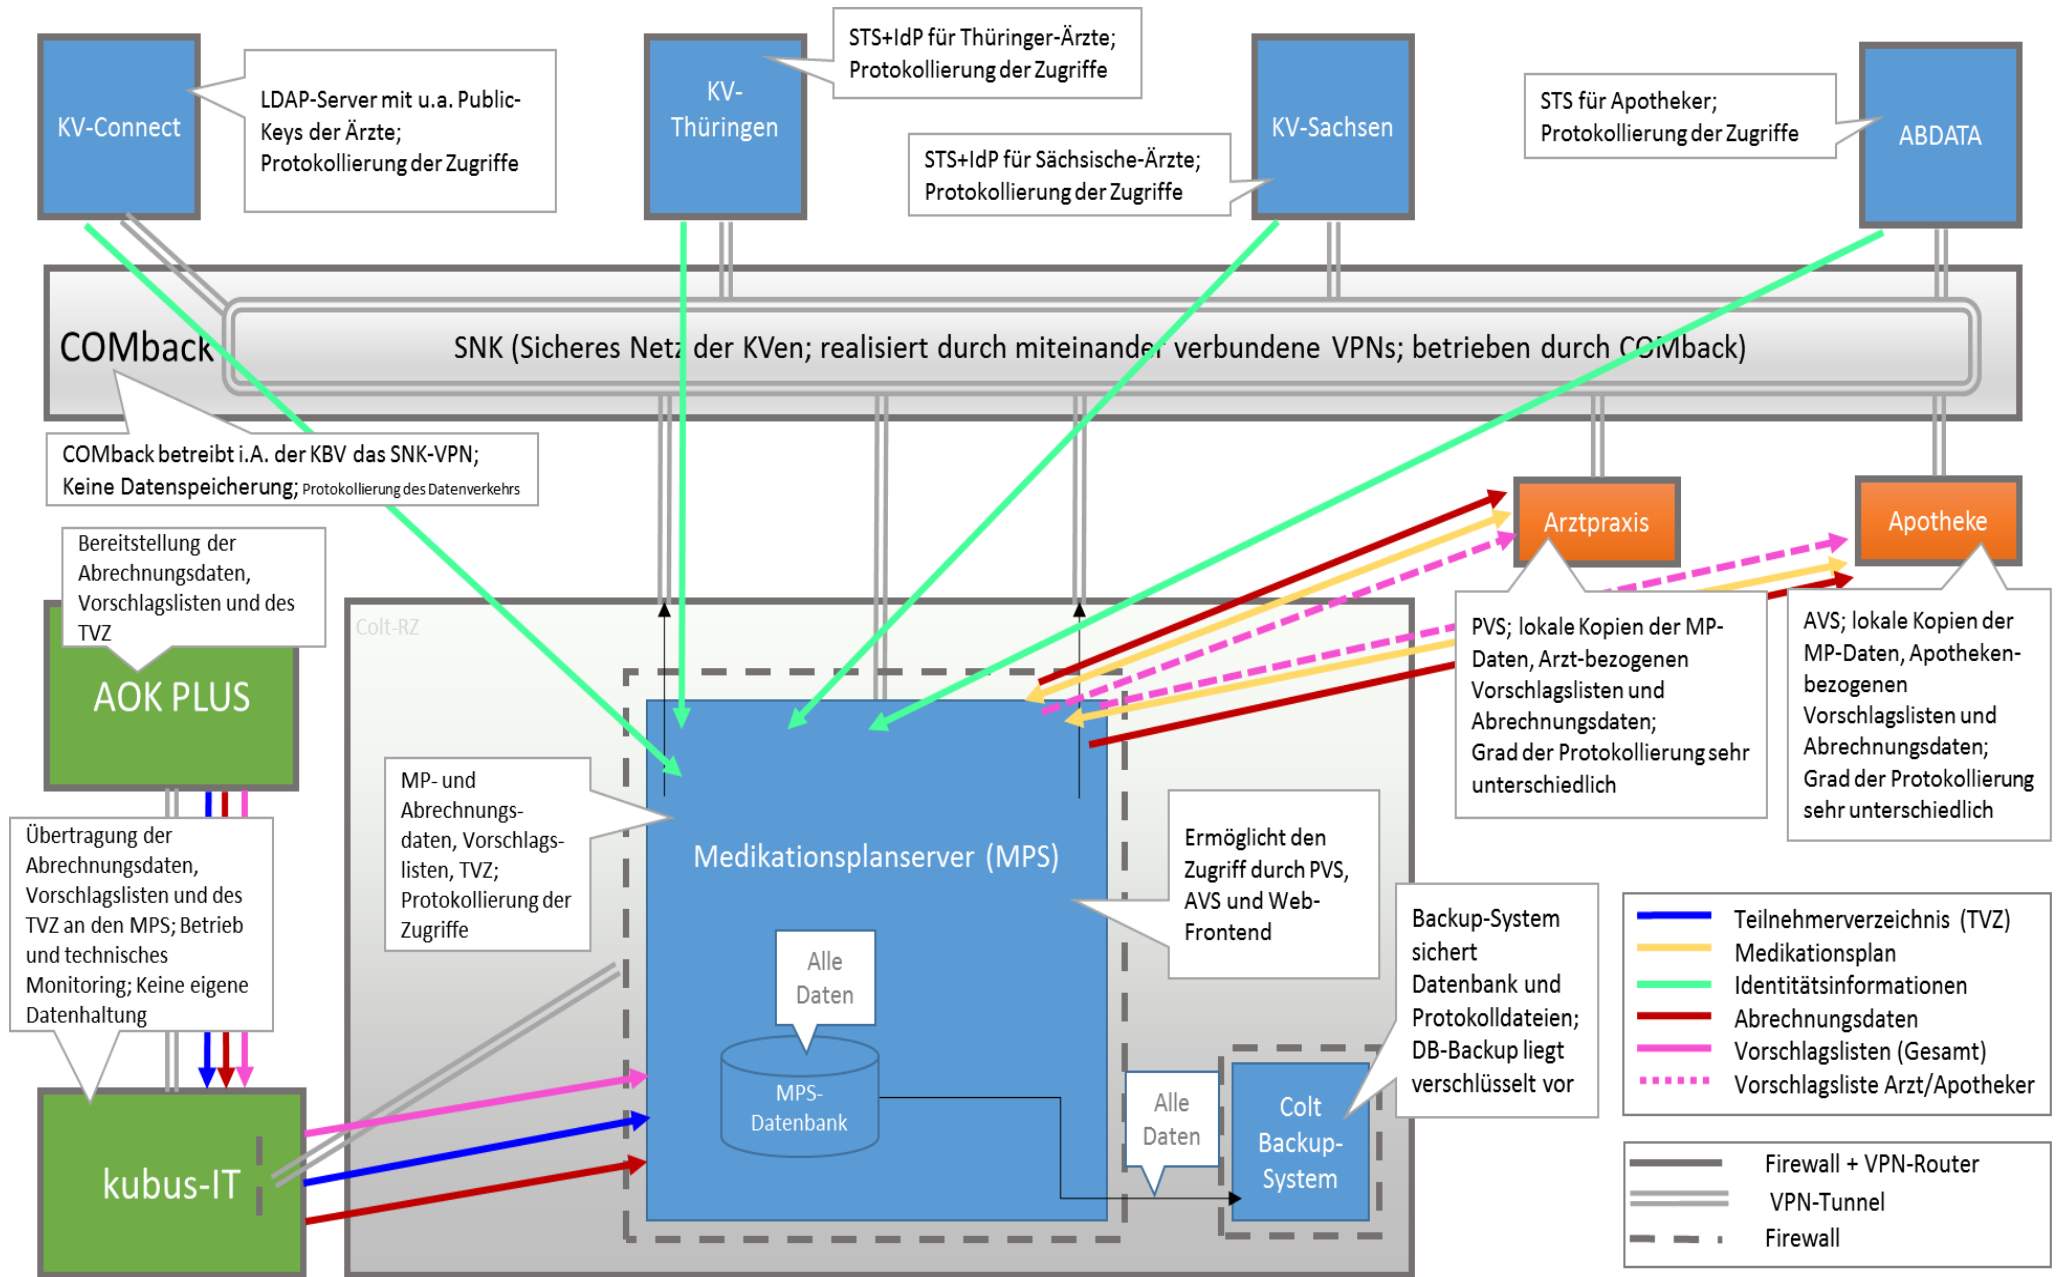 KV-Connect
LDAP-Server mit u.a. Public-
Keys der Ärzte;
Protokollierung der Zugriffe
KV-
Thüringen
STS+IdP für Thüringer-Ärzte;
Protokollierung der Zugriffe
STS+IdP für Sächsische-Ärzte;
Protokollierung der Zugriffe
KV-Sachsen
STS für Apotheker;
Protokollierung der Zugriffe
ABDATA
COMback
SNK (Sicheres Netz der KVen; realisiert durch miteinander verbundene VPNs; betrieben durch COMback)
COMback betreibt i.A. der KBV das SNK-VPN;
Keine Datenspeicherung; Protokollierung des Datenverkehrs
Arztpraxis
Apotheke
Bereitstellung der
Abrechnungsdaten,
Vorschlagslisten und des
TVZ
AOK PLUS
Colt-RZ
PVS; lokale Kopien der MP-
Daten, Arzt-bezogenen
Vorschlagslisten und
Abrechnungsdaten;
Grad der Protokollierung sehr
unterschiedlich
AVS; lokale Kopien der
MP-Daten, Apotheken-
bezogenen
Vorschlagslisten und
Abrechnungsdaten;
Grad der Protokollierung
sehr unterschiedlich
Übertragung der
Abrechnungsdaten,
Vorschlagslisten und des
TVZ an den MPS; Betrieb
und technisches
Monitoring; Keine eigene
Datenhaltung
kubus-IT
MP- und
Abrechnungs-
daten, Vorschlags-
listen, TVZ;
Protokollierung der
Zugriffe
Medikationsplanserver (MPS)
Ermöglicht den
Zugriff durch PVS,
AVS und Web-
Frontend
Alle
Daten
MPS-
Datenbank
Alle
Daten
Backup-System
sichert
Datenbank und
Protokolldateien;
DB-Backup liegt
verschlüsselt vor
Colt
Backup-
System
Teilnehmerverzeichnis (TVZ)
Medikationsplan
Identitätsinformationen
Abrechnungsdaten
Vorschlagslisten (Gesamt)
Vorschlagsliste Arzt/Apotheker
Firewall + VPN-Router
VPN-Tunnel
Firewall